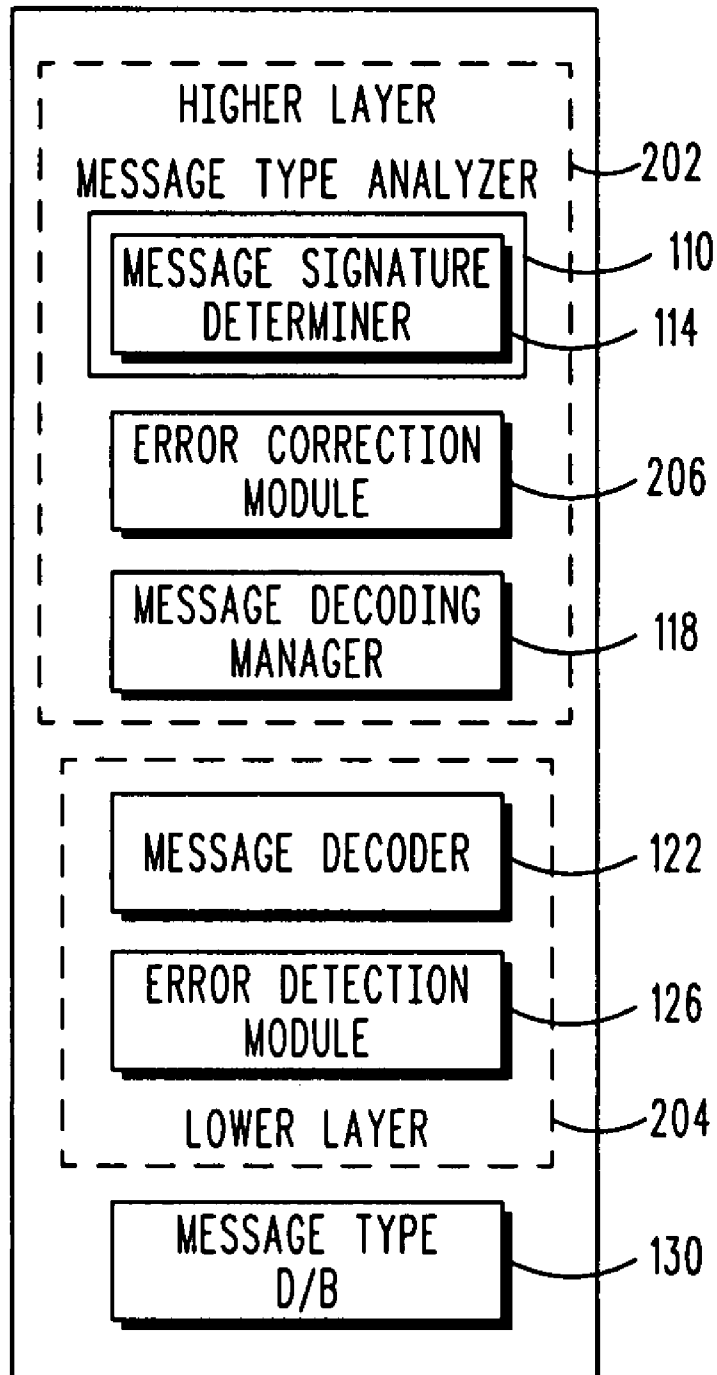 HIGHER LAYER
202
MESSAGE TYPE ANALYZER
110
MESSAGE SIGNATURE
DETERMINER
114
ERROR CORRECTION
MODULE
206
MESSAGE DECODING
MANAGER
118
MESSAGE DECODER
122
ERROR DETECTION
MODULE
126
LOWER LAYER
204
MESSAGE TYPE
D/B
130